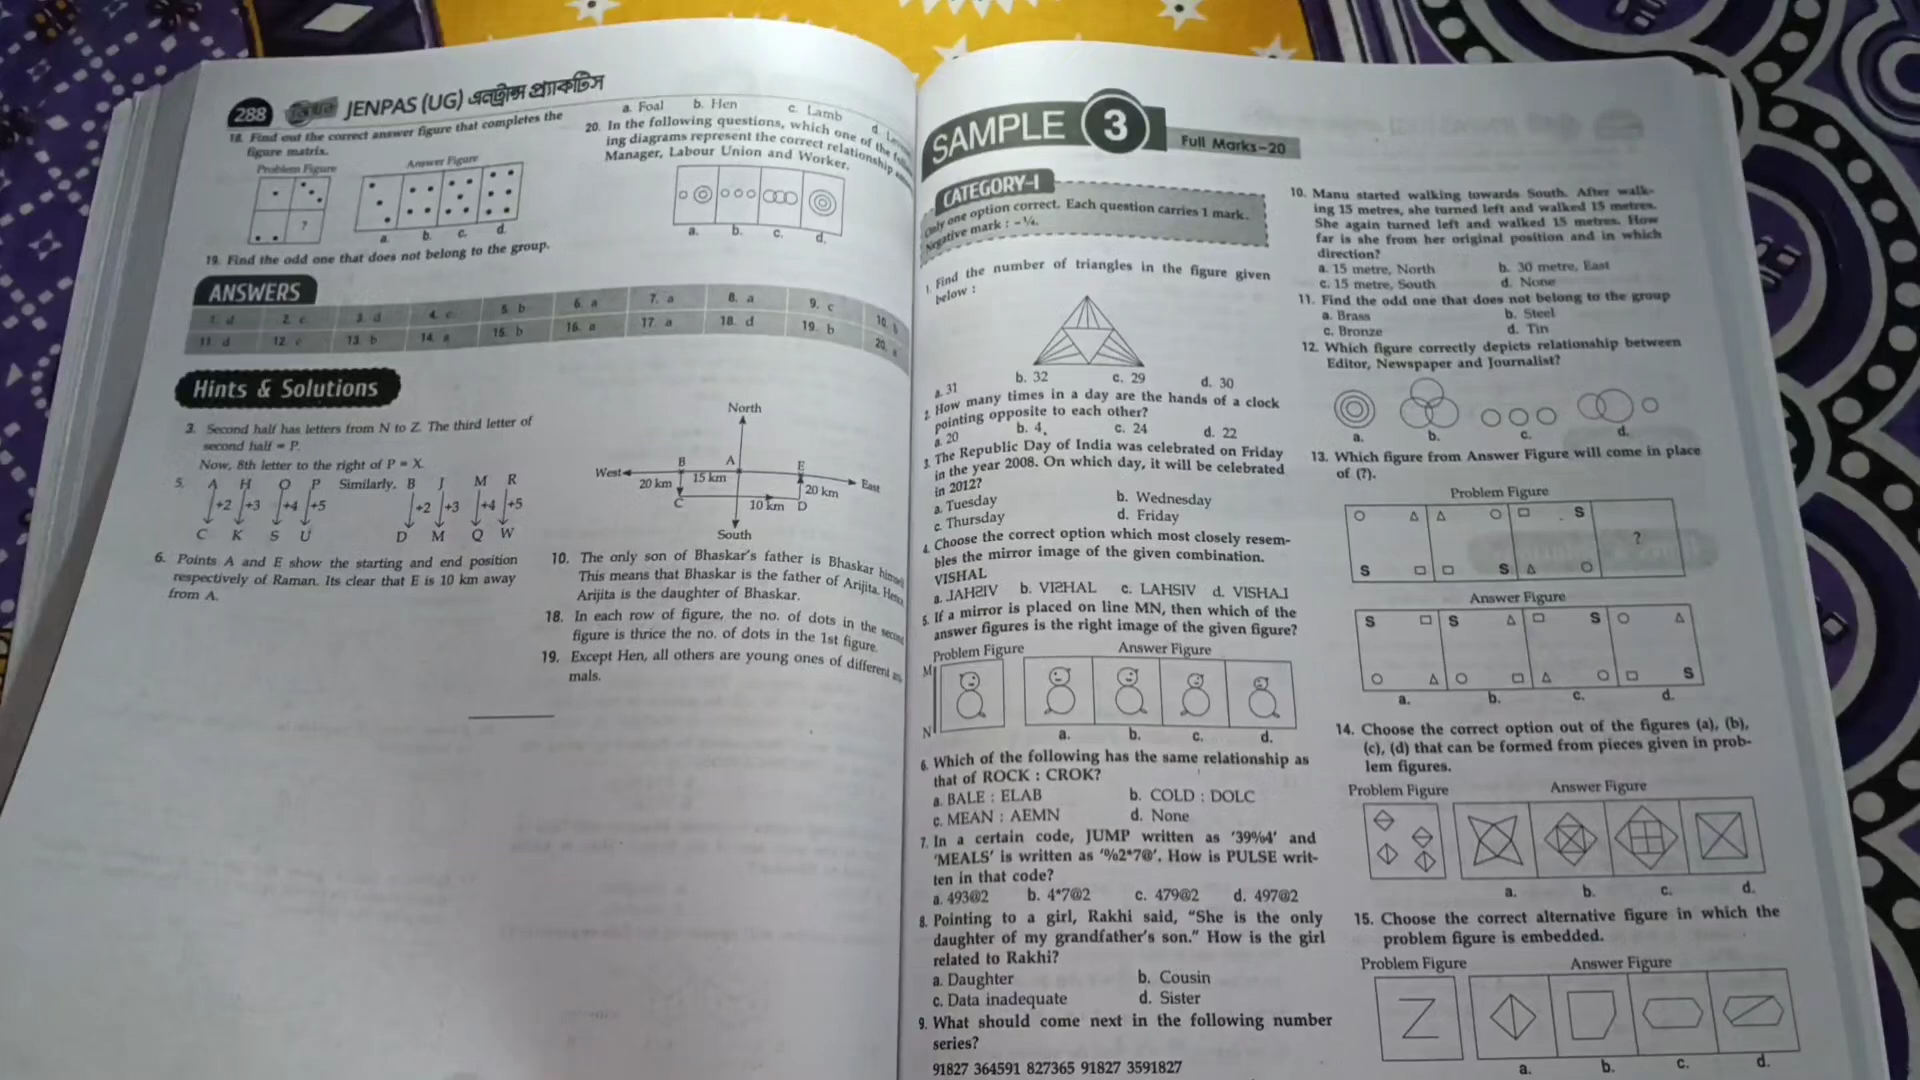 288 JENPAS (UG) এনট্রান্স প্র্যাকটিস
18. Find out the correct answer figure that completes the
figure matrix.
Problem Figure
Answer Figure
?
a. b. c. d.
19. Find the odd one that does not belong to the group.
a. Foal b. Hen c. Lamb d.
20. In the following questions, which one of the
ing diagrams represent the correct relationship
Manager, Labour Union and Worker.
a. b. c. d.
ANSWERS
1. d 2. c 3. d 4. c 5. b 6. a 7. a 8. a 9. c 10. b
11. d 12. c 13. b 14. a 15. b 16. a 17. a 18. d 19. b 20. a
Hints & Solutions
3. Second half has letters from N to Z. The third letter of
second half = P.
Now, 8th letter to the right of P = X.
5. A H Q P Similarly, B J M R
+2 +3 +4 +5 +2 +3 +4 +5
C K S U D M Q W
6. Points A and E show the starting and end position
respectively of Raman. Its clear that E is 10 km away
from A.
North
B A E
West 15 km East
20 km 20 km
C 10 km D
South
10. The only son of Bhaskar's father is Bhaskar
This means that Bhaskar is the father of Arijita.
Arijita is the daughter of Bhaskar.
18. In each row of figure, the no. of dots in the second
figure is thrice the no. of dots in the 1st figure.
19. Except Hen, all others are young ones of different
mals.
SAMPLE 3 Full Marks-20
CATEGORY-I
Only one option correct. Each question carries 1 mark.
Negative mark : -¼.
1. Find the number of triangles in the figure given
below :
a. 31 b. 32 c. 29 d. 30
2. How many times in a day are the hands of a clock
pointing opposite to each other?
a. 20 b. 4 c. 24 d. 22
3. The Republic Day of India was celebrated on Friday
in the year 2008. On which day, it will be celebrated
in 2012?
a. Tuesday b. Wednesday
c. Thursday d. Friday
4. Choose the correct option which most closely resem-
bles the mirror image of the given combination.
VISHAL
a. JAHSIV b. VISHAL c. LAHSIV d. VISHAJ
5. If a mirror is placed on line MN, then which of the
answer figures is the right image of the given figure?
Problem Figure Answer Figure
M
N
a. b. c. d.
6. Which of the following has the same relationship as
that of ROCK : CROK?
a. BALE : ELAB b. COLD : DOLC
c. MEAN : AEMN d. None
7. In a certain code, JUMP written as '39%4' and
'MEALS' is written as '%2*7@'. How is PULSE writ-
ten in that code?
a. 493@2 b. 4*7@2 c. 479@2 d. 497@2
8. Pointing to a girl, Rakhi said, "She is the only
daughter of my grandfather's son." How is the girl
related to Rakhi?
a. Daughter b. Cousin
c. Data inadequate d. Sister
9. What should come next in the following number
series?
91827 364591 827365 91827 3591827
10. Manu started walking towards South. After walk-
ing 15 metres, she turned left and walked 15 metres.
She again turned left and walked 15 metres. How
far is she from her original position and in which
direction?
a. 15 metre, North b. 30 metre, East
c. 15 metre, South d. None
11. Find the odd one that does not belong to the group
a. Brass b. Steel
c. Bronze d. Tin
12. Which figure correctly depicts relationship between
Editor, Newspaper and Journalist?
a. b. c. d.
13. Which figure from Answer Figure will come in place
of (?).
Problem Figure
S
S S ?
Answer Figure
S S S
S
a. b. c. d.
14. Choose the correct option out of the figures (a), (b),
(c), (d) that can be formed from pieces given in prob-
lem figures.
Problem Figure Answer Figure
a. b. c. d.
15. Choose the correct alternative figure in which the
problem figure is embedded.
Problem Figure Answer Figure
a. b. c. d.